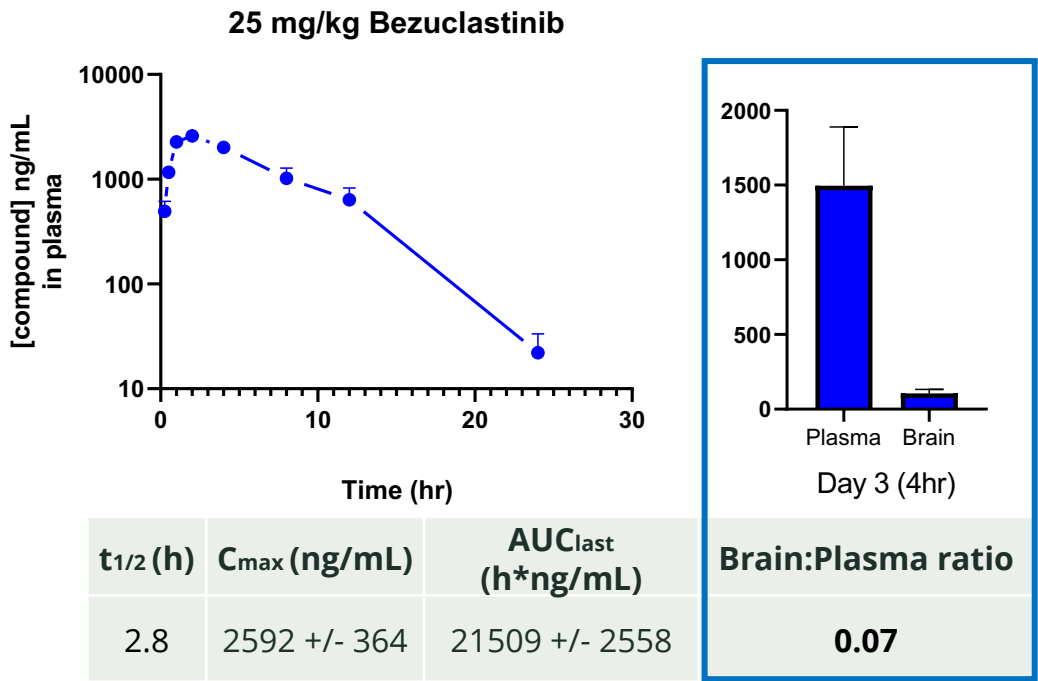 25 mg/kg Bezuclastinib
[compound] ng/mL
in plasma
10000
1000
100
10
0
10
20
30
Time (hr)
2000
1500
1000
500
0
Plasma
Brain
Day 3 (4hr)
t1/2 (h)
Cmax (ng/mL)
AUClast
(h*ng/mL)
Brain:Plasma ratio
2.8
2592 +/- 364
21509 +/- 2558
0.07